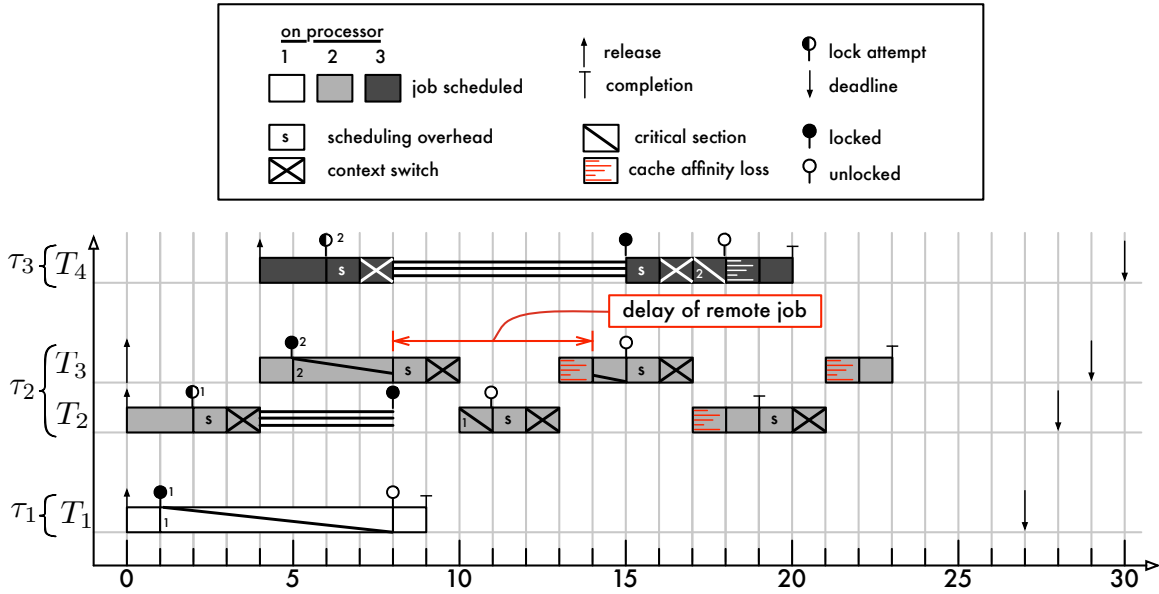 on processor
1 2 3
job scheduled
release
completion
lock attempt
deadline
s scheduling overhead
context switch
critical section
cache affinity loss
locked
unlocked
τ3 { T4
2
s
s
2
delay of remote job
τ2 { T3
2
2
s
s
T2
1
s
1
s
s
τ1 { T1
1
1
0 5 10 15 20 25 30